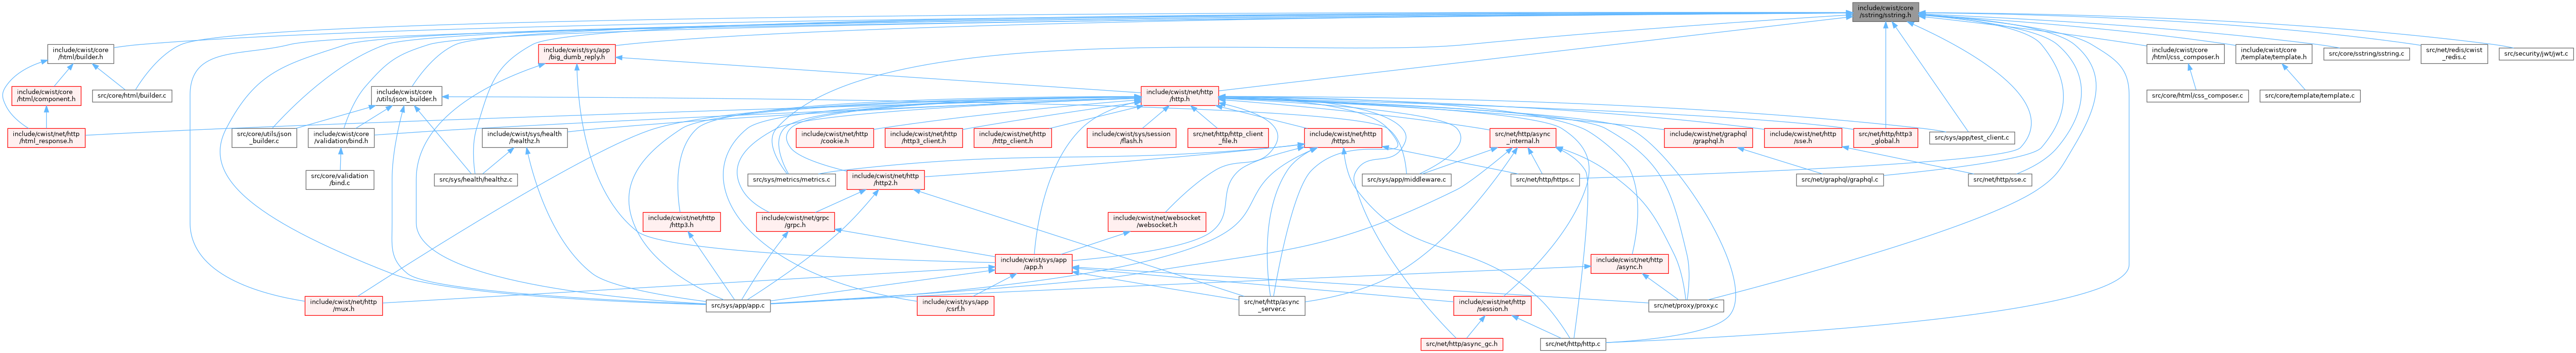 include/cwist/core
/sstring/sstring.h
include/cwist/core
/html/builder.h
include/cwist/sys/app
/big_dumb_reply.h
include/cwist/core
/html/css_composer.h
include/cwist/core
/template/template.h
src/core/sstring/sstring.c
src/net/redis/cwist
_redis.c
src/security/jwt/jwt.c
include/cwist/core
/html/component.h
src/core/html/builder.c
include/cwist/core
/utils/json_builder.h
include/cwist/net/http
/http.h
src/core/html/css_composer.c
src/core/template/template.c
include/cwist/net/http
/html_response.h
src/core/utils/json
_builder.c
include/cwist/core
/validation/bind.h
include/cwist/sys/health
/healthz.h
include/cwist/net/http
/cookie.h
include/cwist/net/http
/http3_client.h
include/cwist/net/http
/http_client.h
include/cwist/sys/session
/flash.h
src/net/http/http_client
_file.h
include/cwist/net/http
/https.h
src/net/http/async
_internal.h
include/cwist/net/graphql
/graphql.h
include/cwist/net/http
/sse.h
src/net/http/http3
_global.h
src/sys/app/test_client.c
src/core/validation
/bind.c
src/sys/health/healthz.c
src/sys/metrics/metrics.c
include/cwist/net/http
/http2.h
src/sys/app/middleware.c
src/net/http/https.c
src/net/graphql/graphql.c
src/net/http/sse.c
include/cwist/net/http
/http3.h
include/cwist/net/grpc
/grpc.h
include/cwist/net/websocket
/websocket.h
include/cwist/sys/app
/app.h
include/cwist/net/http
/async.h
include/cwist/net/http
/mux.h
src/sys/app/app.c
include/cwist/sys/app
/csrf.h
src/net/http/async
_server.c
include/cwist/net/http
/session.h
src/net/proxy/proxy.c
src/net/http/async_gc.h
src/net/http/http.c